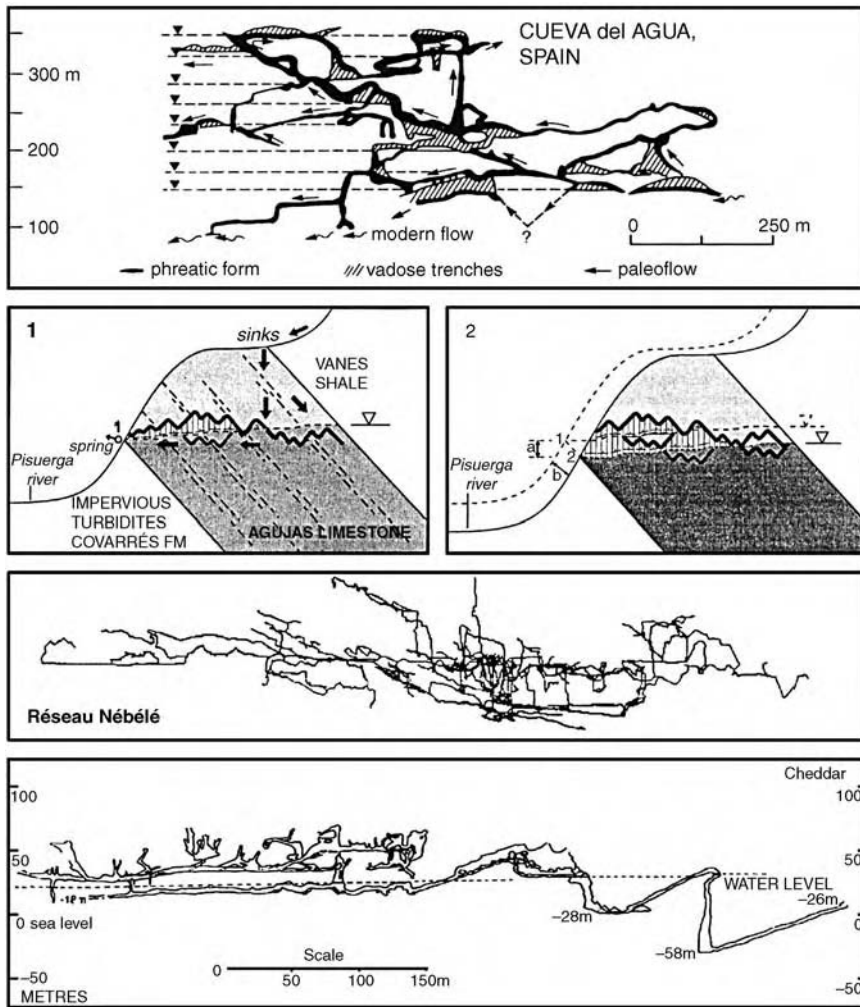 CUEVA del AGUA,
SPAIN
300 m
200
100
modern flow
?
0 250 m
phreatic form
vadose trenches
paleoflow
1
sinks
VANES
SHALE
1
spring
Pisuerga
river
IMPERVIOUS
TURBIDITES
COVARRÉS FM
AGUJAS LIMESTONE
2
1
a
2
b
Pisuerga
river
Réseau Nébélé
Cheddar
100
50
0 sea level
-50
METRES
Scale
0 50 100 150m
–28m
–58m
WATER LEVEL
–26m
100
50
0
-50